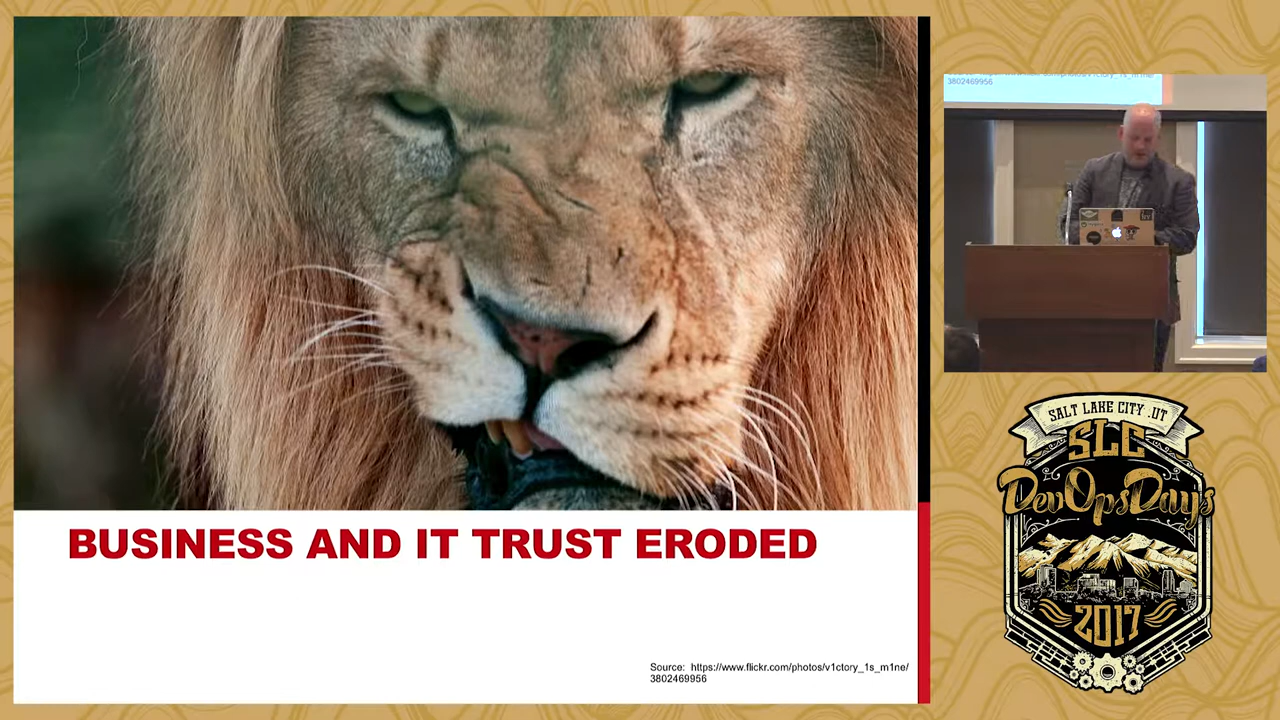 BUSINESS AND IT TRUST ERODED
Source: https://www.flickr.com/photos/v1ctory_1s_m1ne/
3802469956
3802469956
SALT LAKE CITY .UT
SLC
DevOpsDays
2017